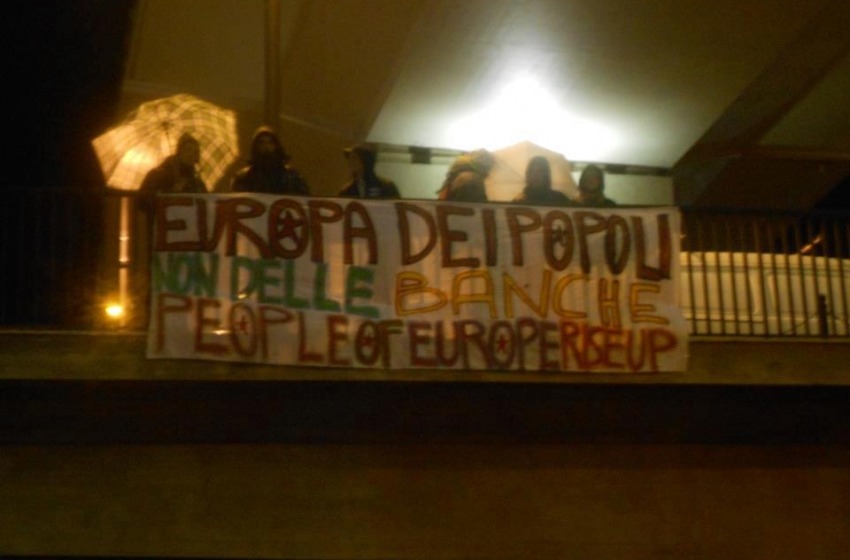 EUROPA DEI POPOLI
NON DELLE BANCHE
PEOPLE OF EUROPE RISE UP